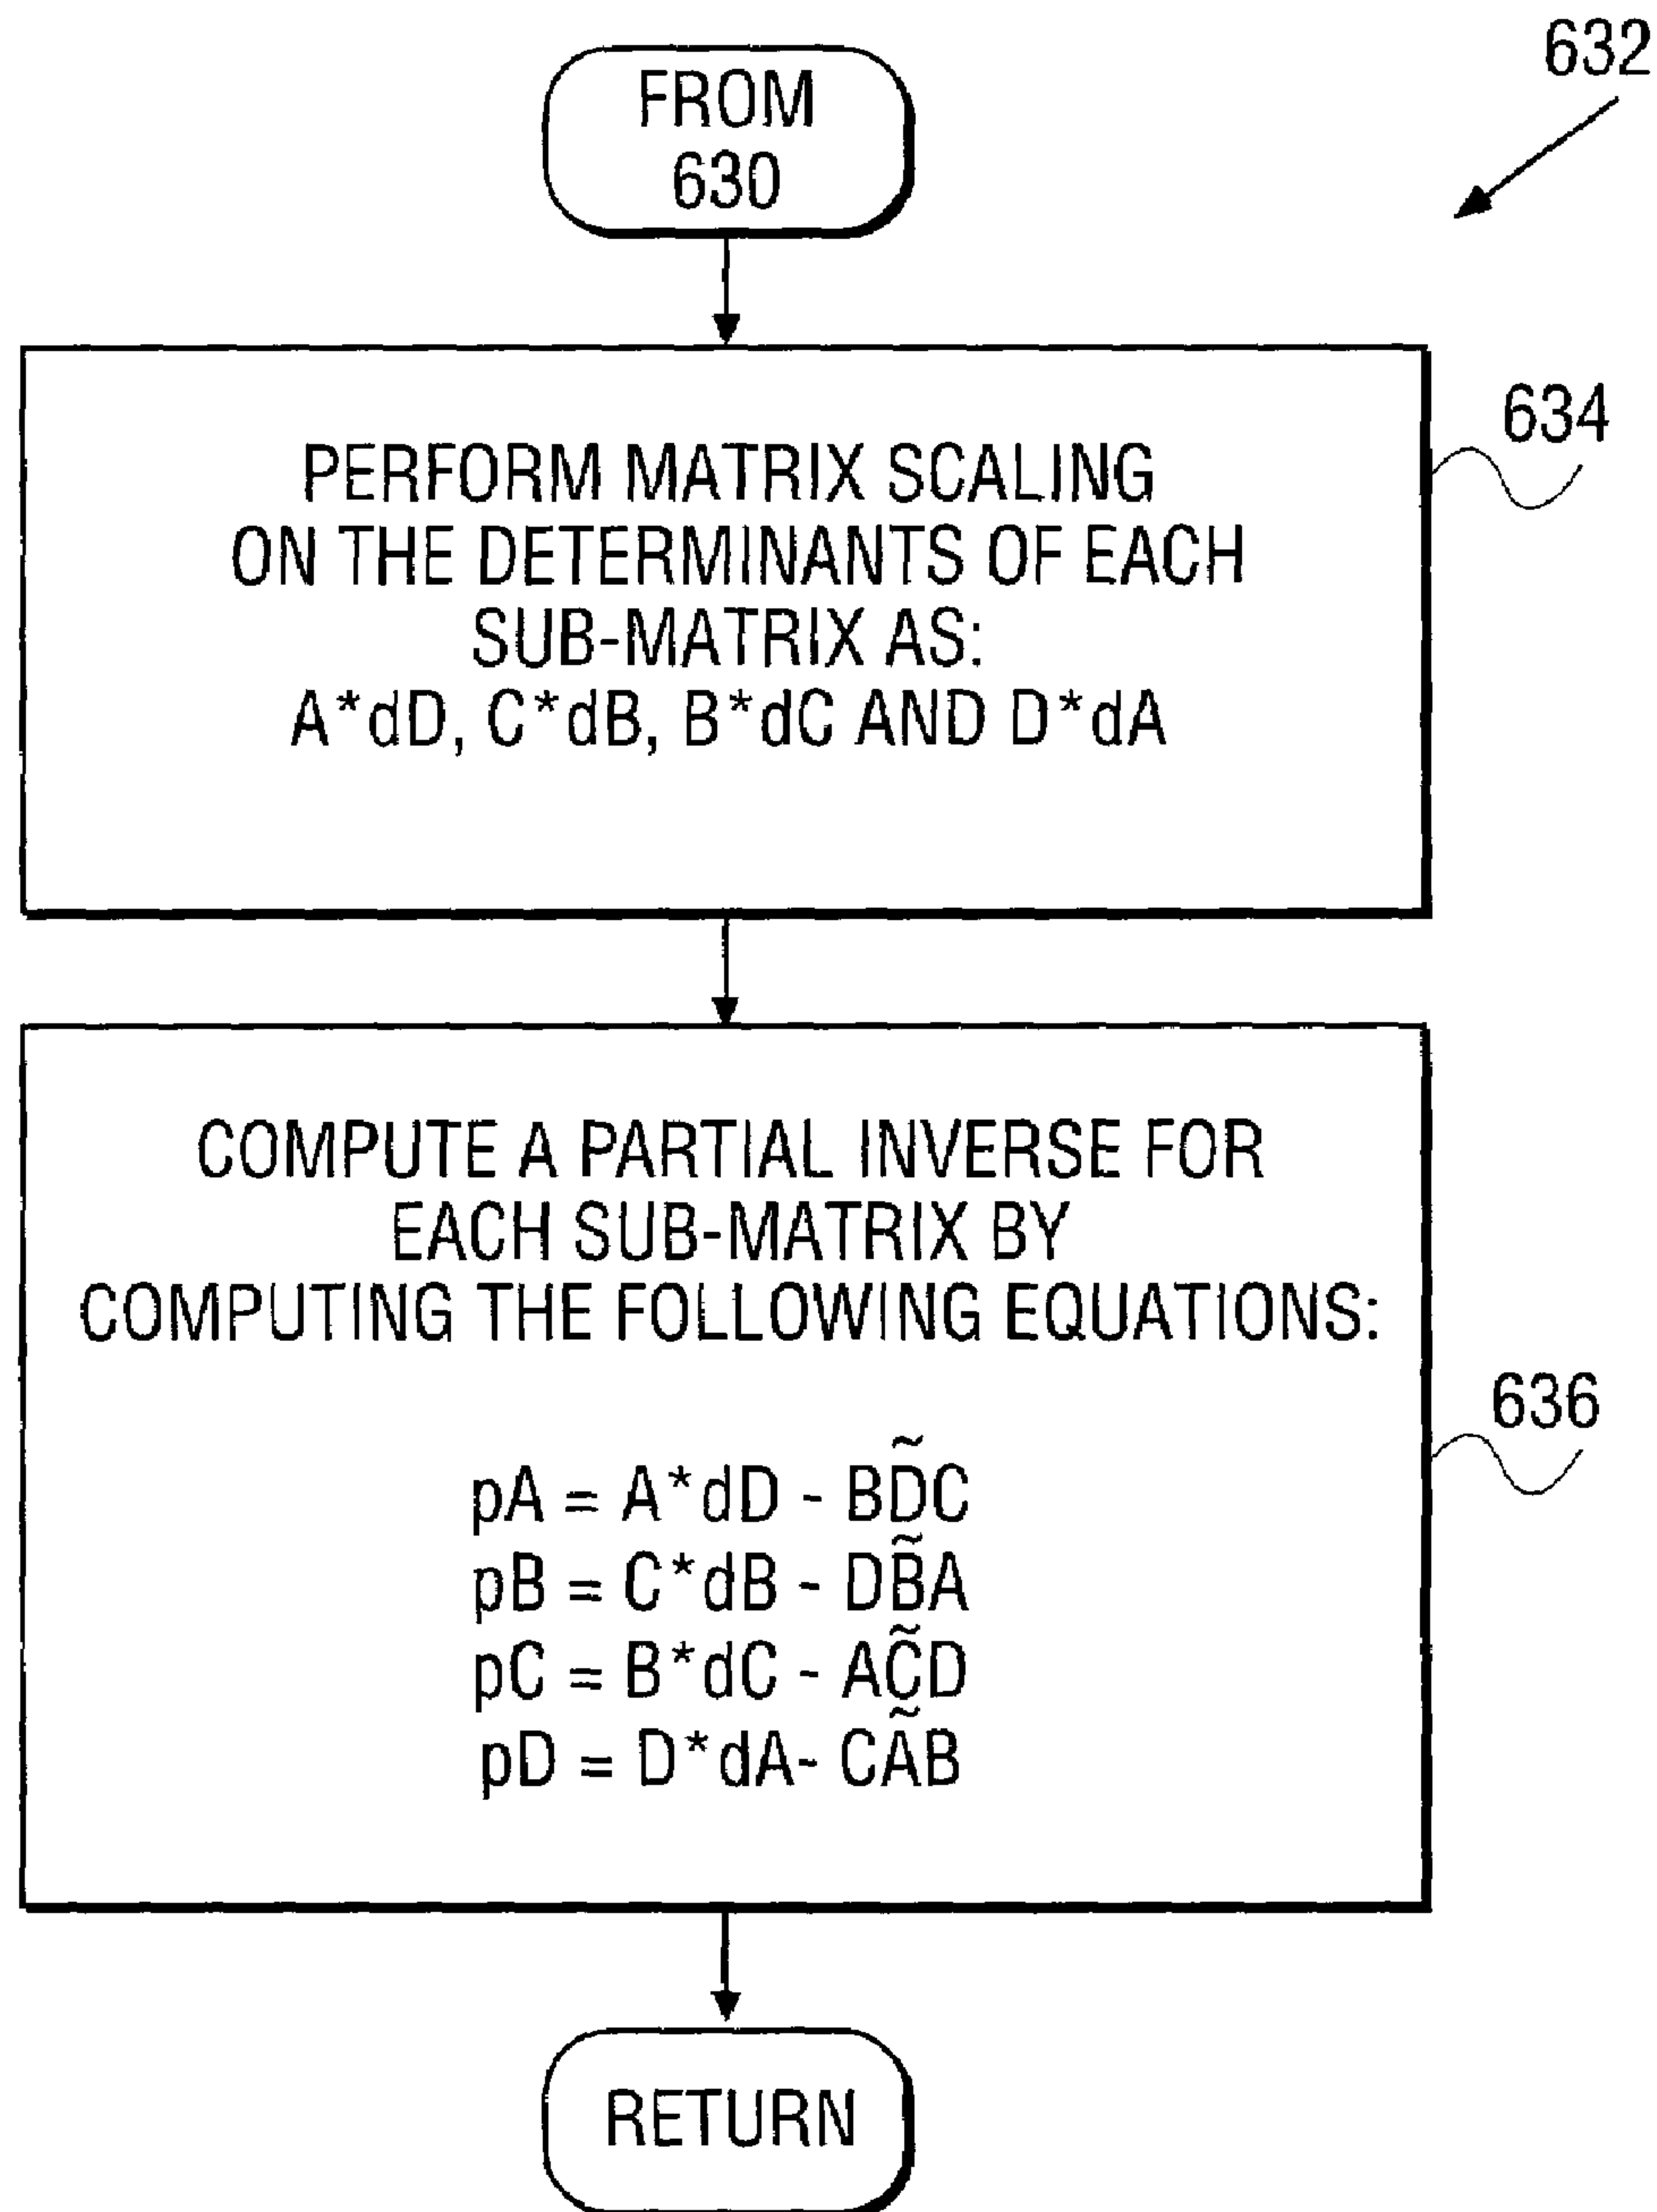 632
FROM
630
634
PERFORM MATRIX SCALING
ON THE DETERMINANTS OF EACH
SUB-MATRIX AS:
A*dD, C*dB, B*dC AND D*dA
COMPUTE A PARTIAL INVERSE FOR
EACH SUB-MATRIX BY
COMPUTING THE FOLLOWING EQUATIONS:
636
pA = A*dD - BD̃C
pB = C*dB - DB̃A
pC = B*dC - AC̃D
pD = D*dA- CÃB
RETURN